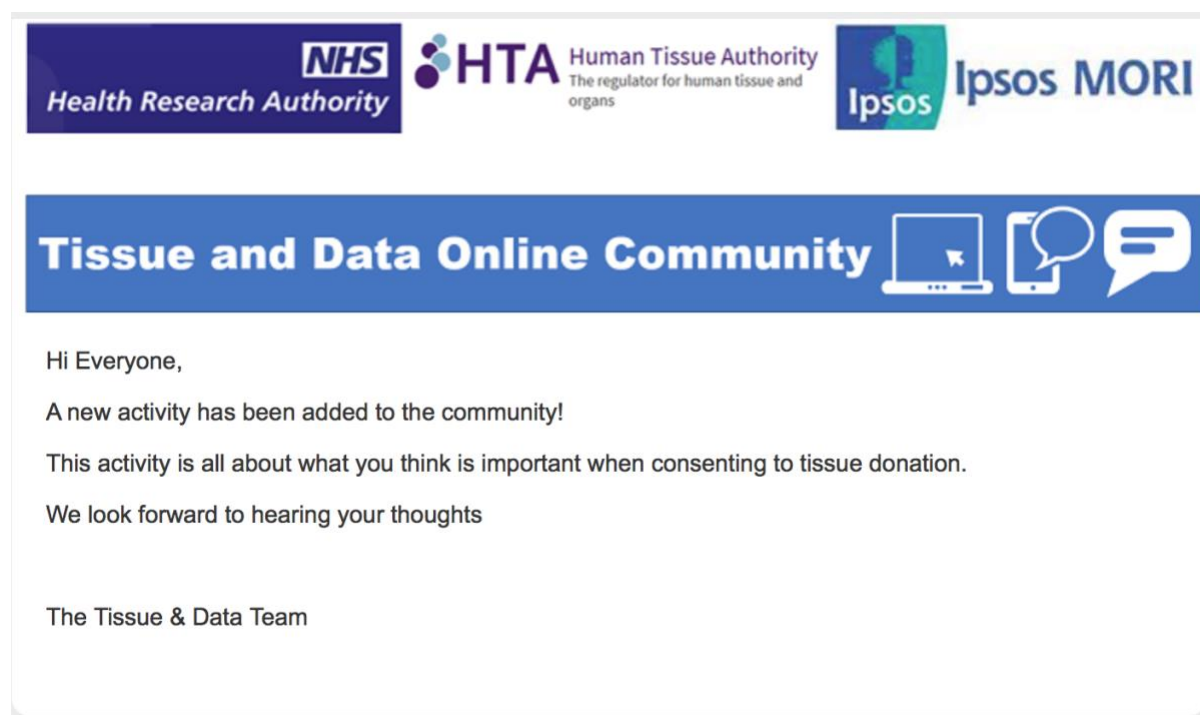 NHS
Health Research Authority
HTA
Human Tissue Authority
The regulator for human tissue and
organs
Ipsos
Ipsos MORI
Tissue and Data Online Community
Hi Everyone,
A new activity has been added to the community!
This activity is all about what you think is important when consenting to tissue donation.
We look forward to hearing your thoughts
The Tissue & Data Team